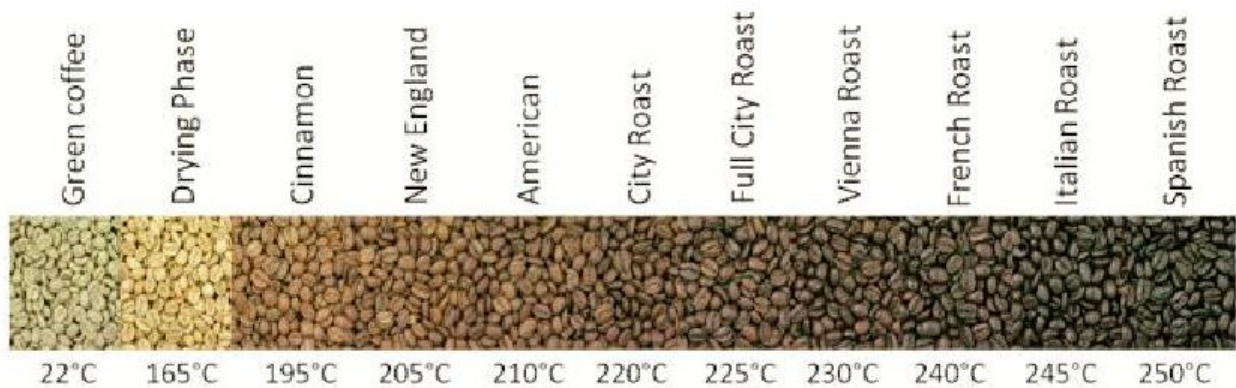 Green coffee
Drying Phase
Cinnamon
New England
American
City Roast
Full City Roast
Vienna Roast
French Roast
Italian Roast
Spanish Roast
22°C
165°C
195°C
205°C
210°C
220°C
225°C
230°C
240°C
245°C
250°C